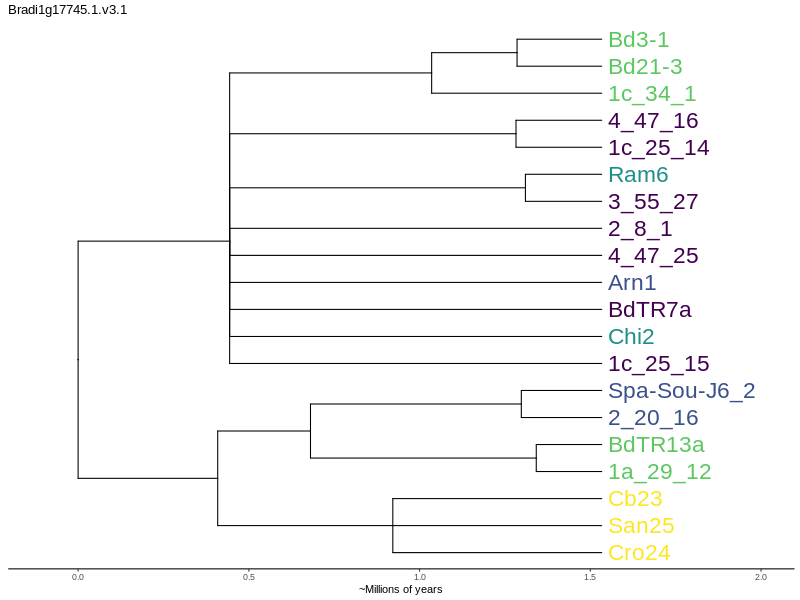 Bradi1g17745.1.v3.1
Bd3-1
Bd21-3
1c_34_1
4_47_16
1c_25_14
Ram6
3_55_27
2_8_1
4_47_25
Arn1
BdTR7a
Chi2
1c_25_15
Spa-Sou-J6_2
2_20_16
BdTR13a
1a_29_12
Cb23
San25
Cro24
0.0 0.5 1.0 1.5 2.0
~Millions of years